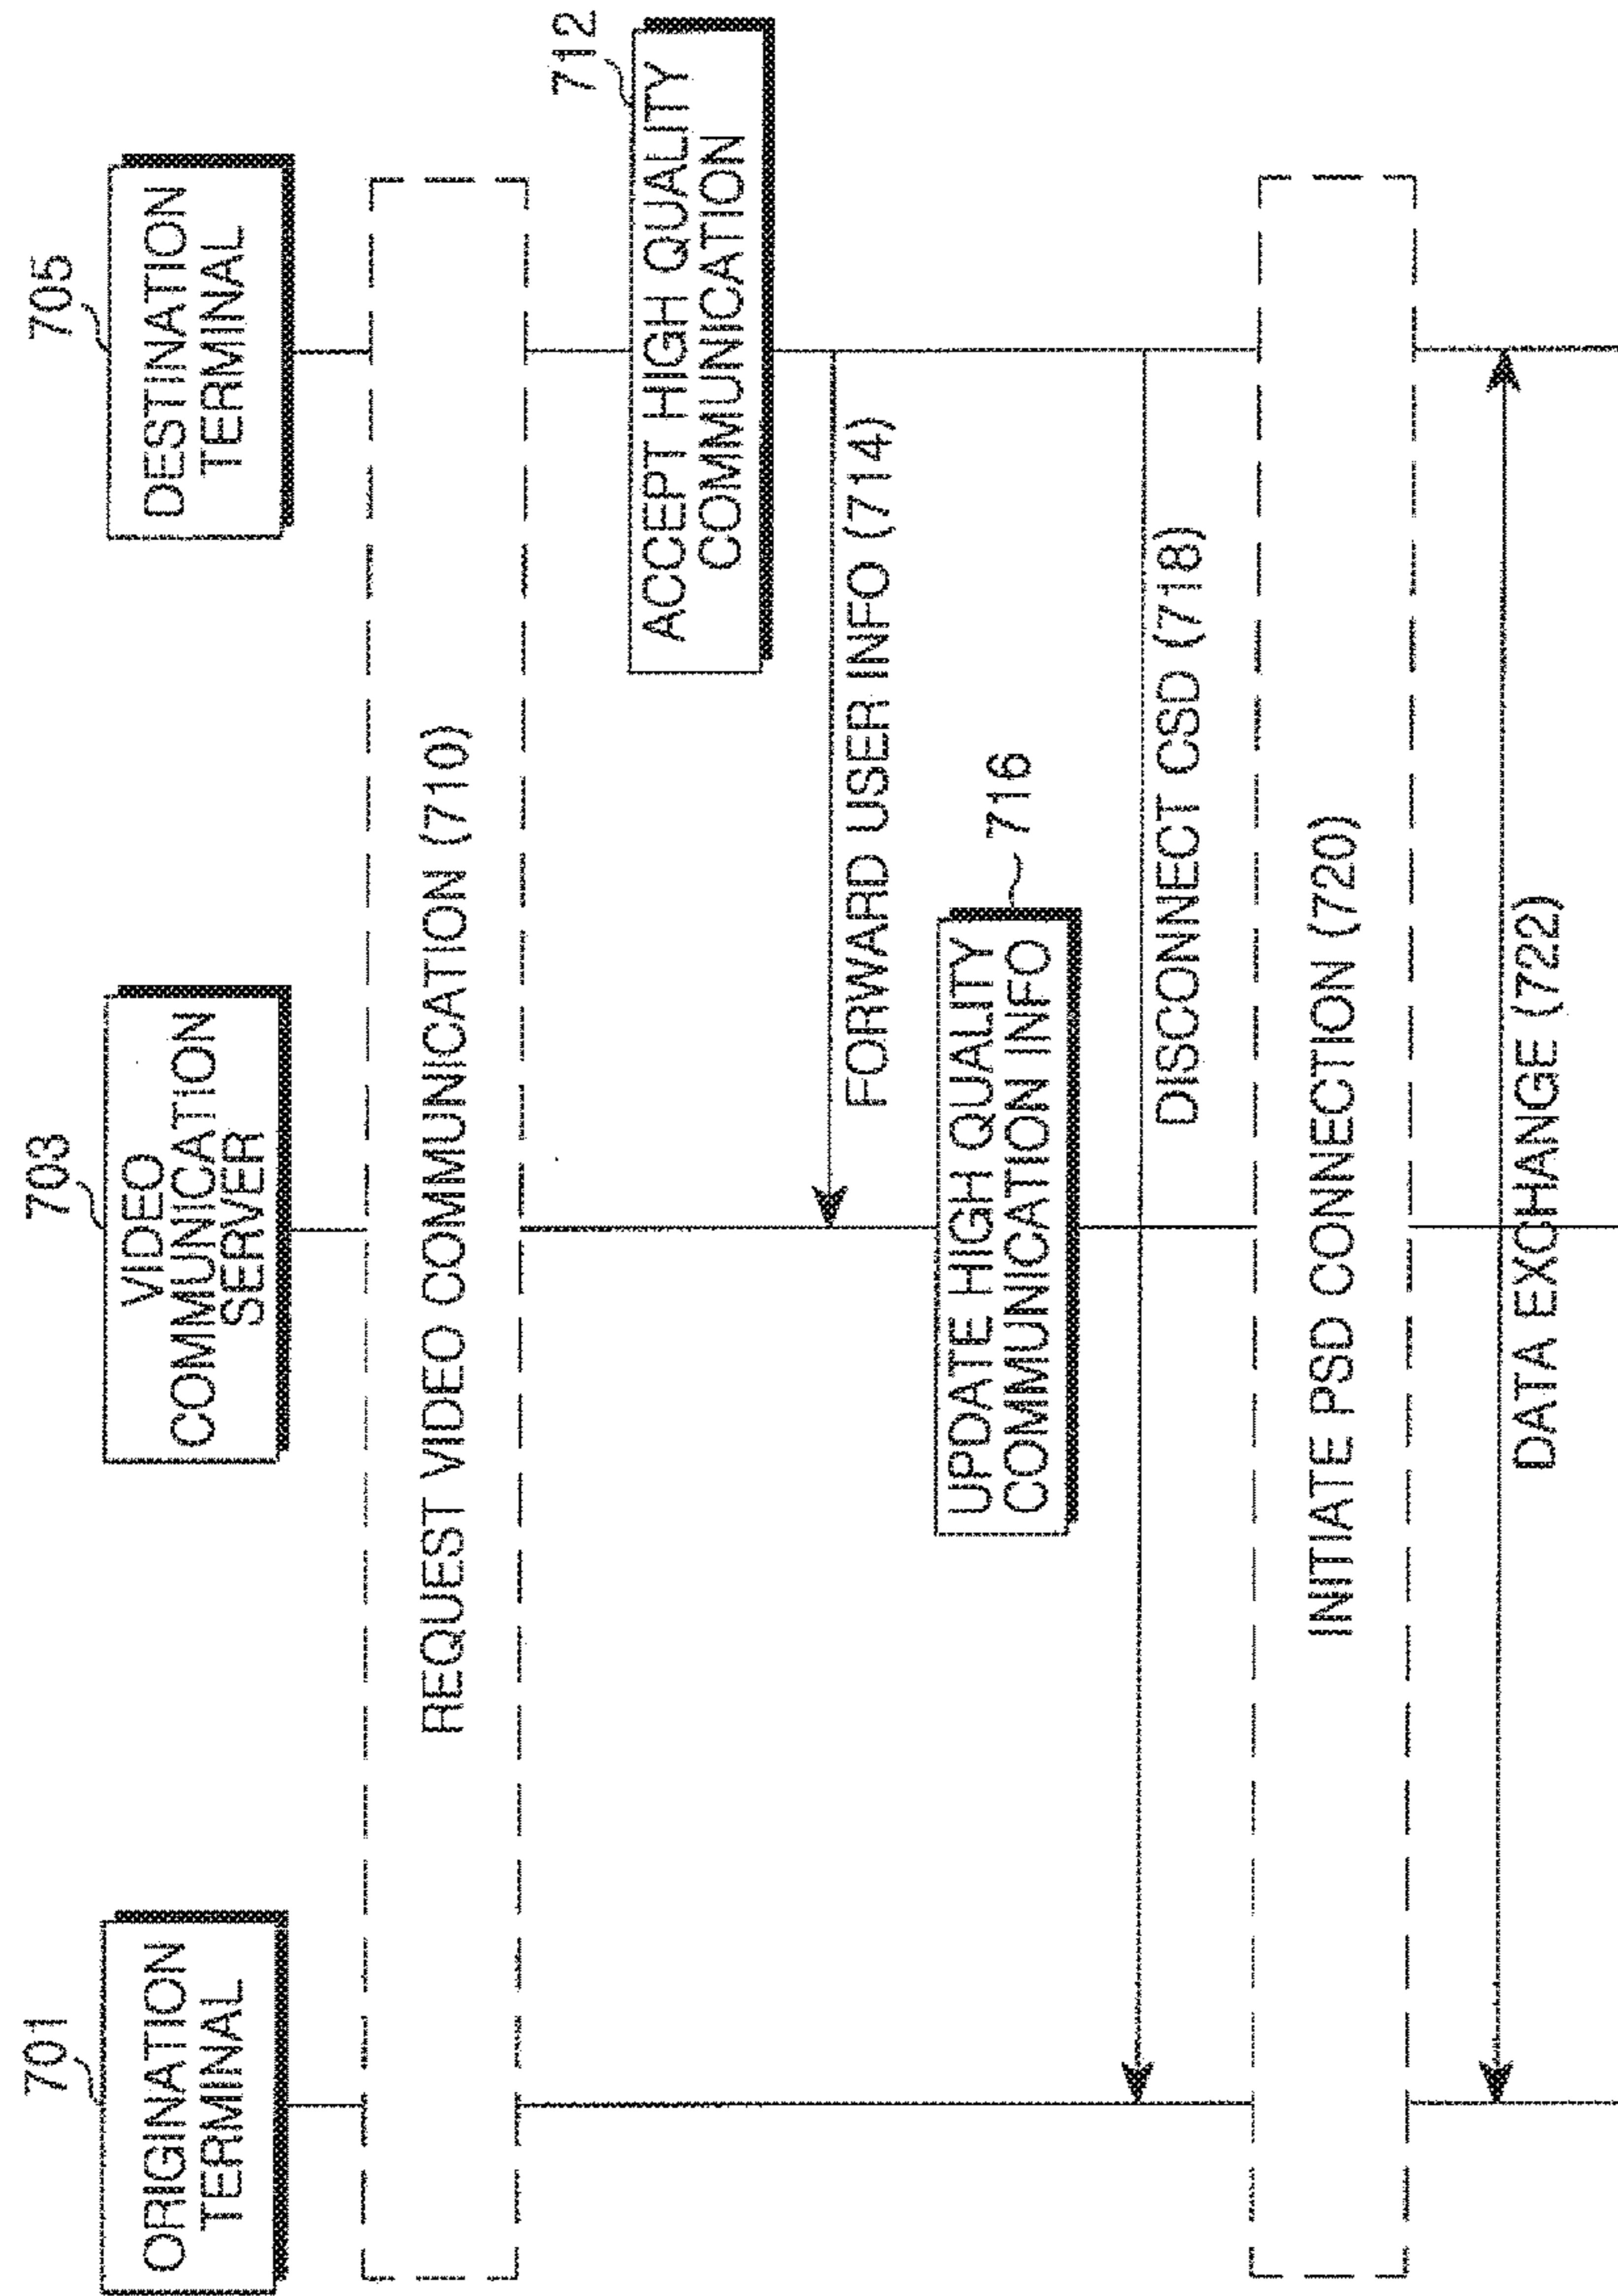 701
ORIGINATION
TERMINAL
703
VIDEO
COMMUNICATION
SERVER
705
DESTINATION
TERMINAL
REQUEST VIDEO COMMUNICATION (710)
712
ACCEPT HIGH QUALITY
COMMUNICATION
FORWARD USER INFO (714)
UPDATE HIGH QUALITY
COMMUNICATION INFO
716
DISCONNECT CSD (718)
INITIATE PSD CONNECTION (720)
DATA EXCHANGE (722)